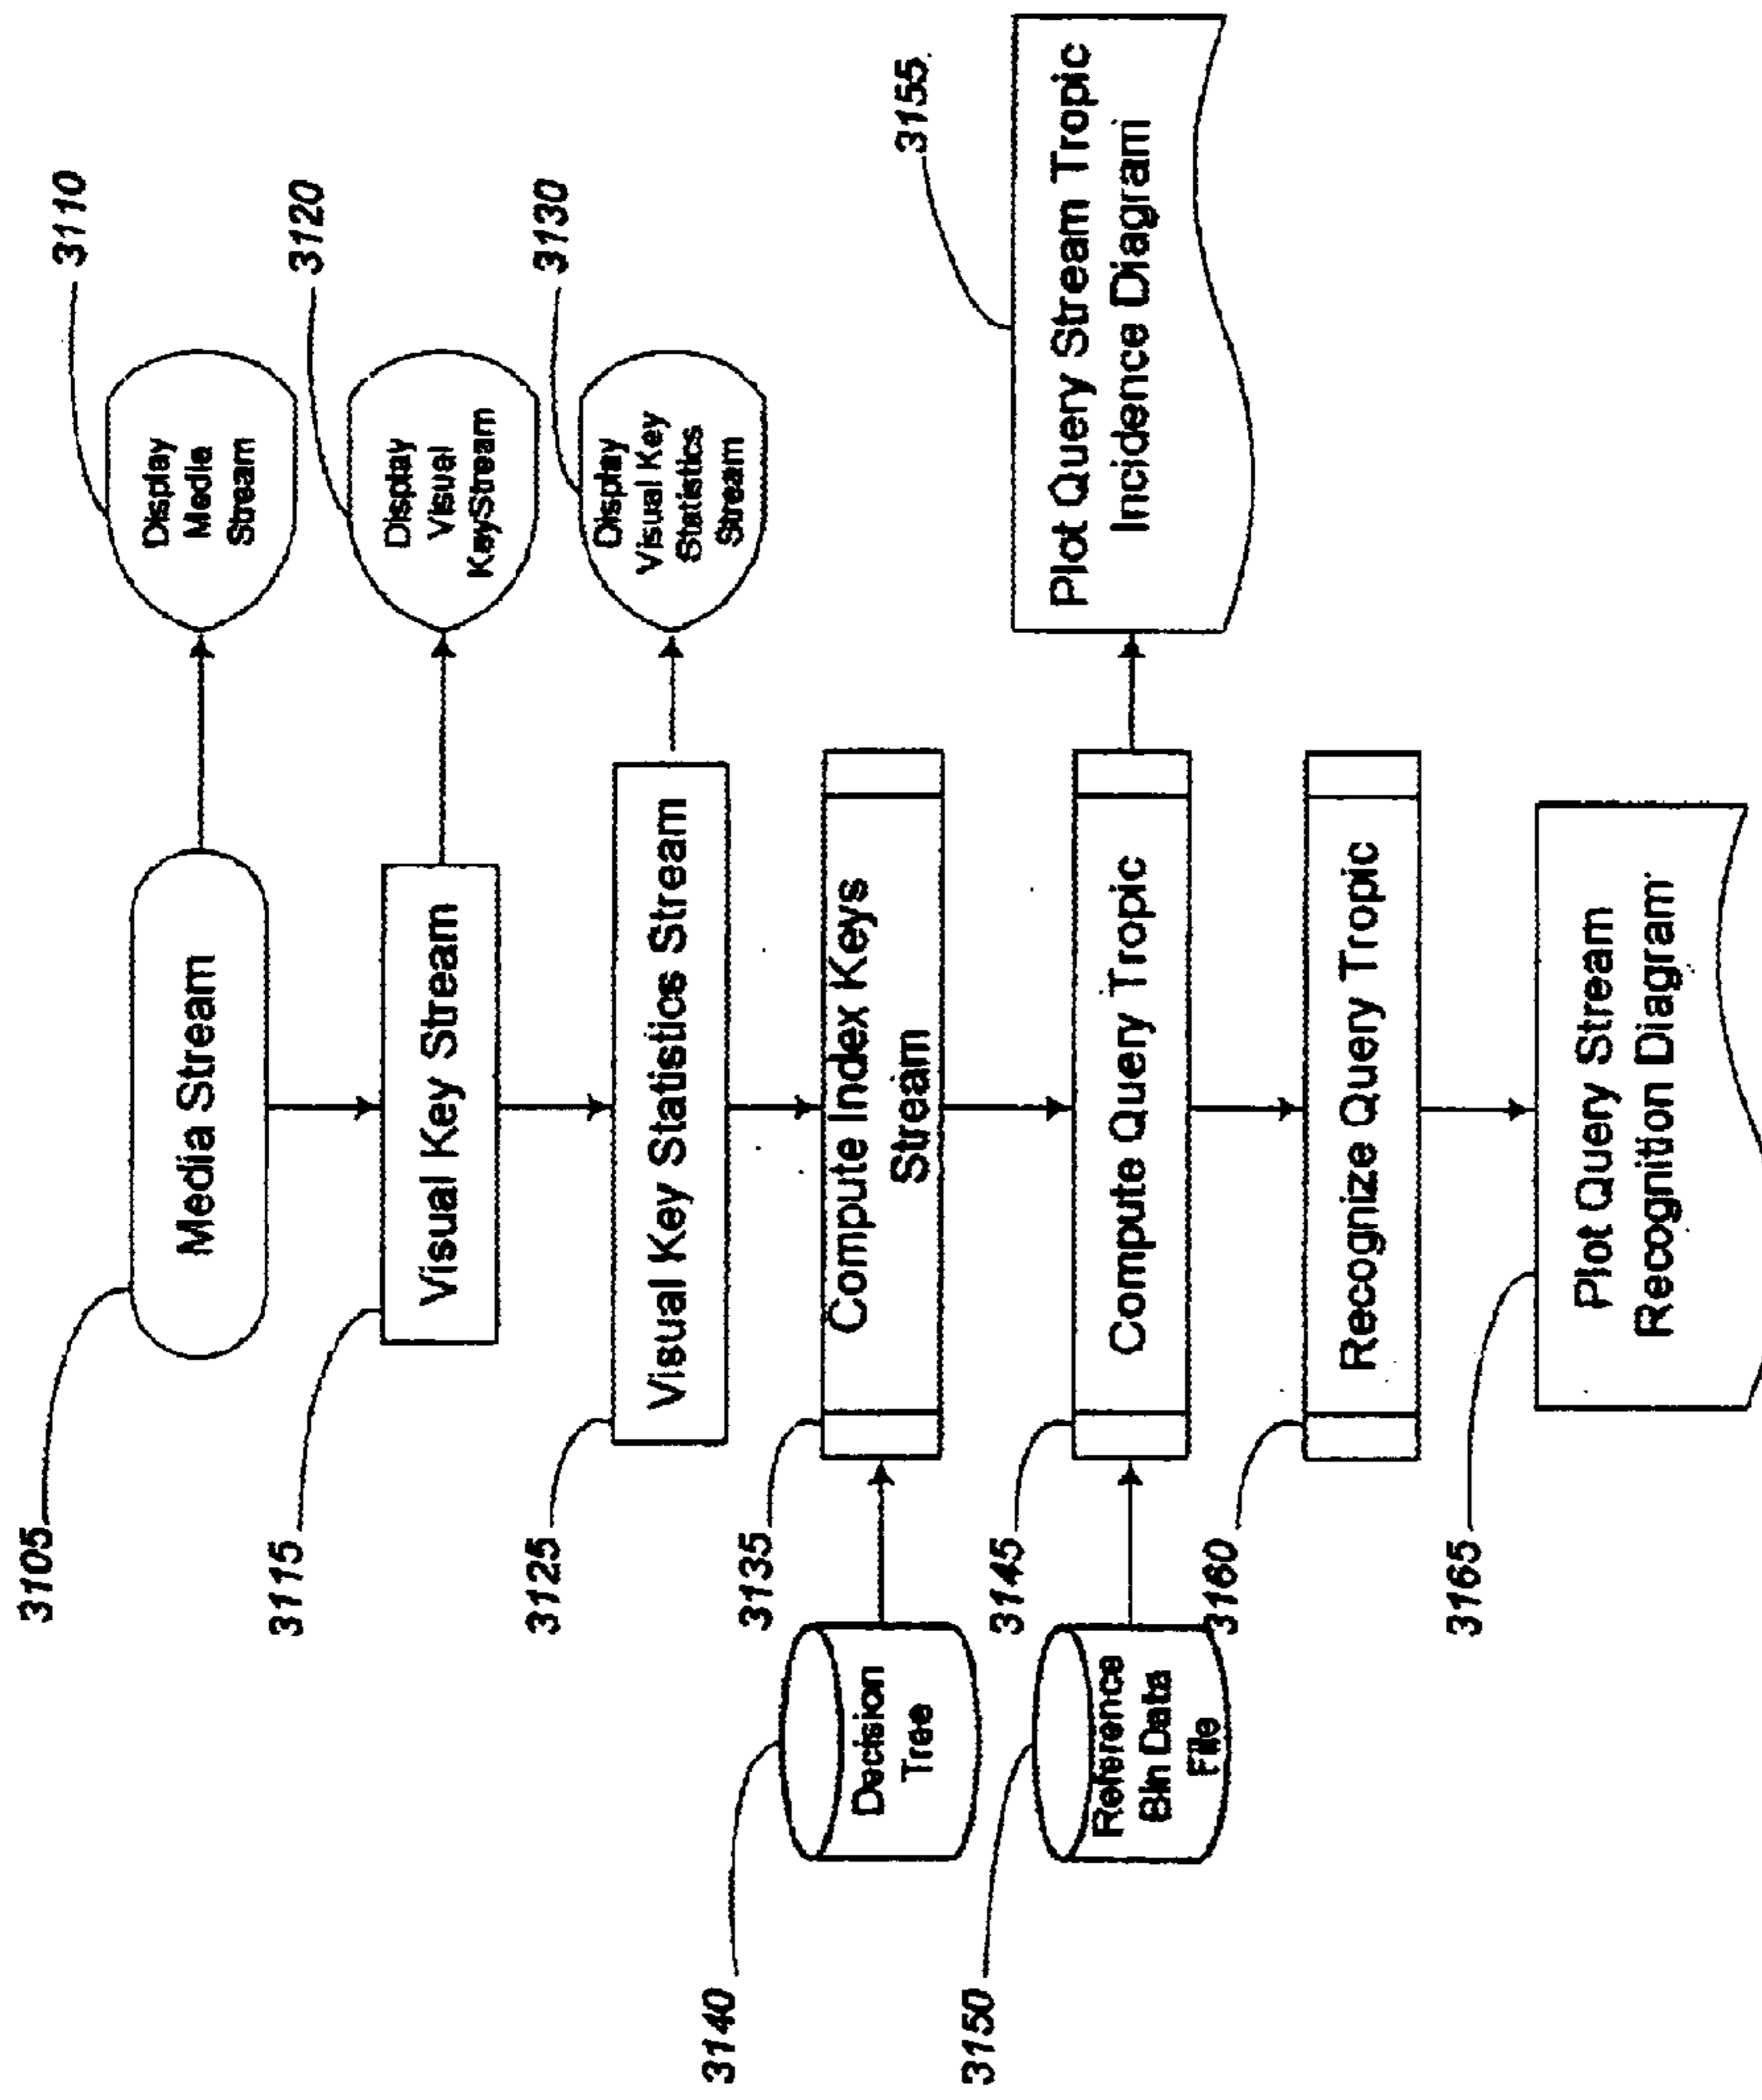 3105
Media Stream
3110
Display
Media
Stream
3115
Visual Key Stream
3120
Display
Visual
KeyStream
3125
Visual Key Statistics Stream
3130
Display
Visual Key
Statistics
Stream
3135
Compute Index Keys
Stream
3140
Decision
Tree
3145
Compute Query Tropic
3150
Reference
Bin Data
File
3155
Plot Query Stream Tropic
Incidence Diagram
3160
Recognize Query Tropic
3165
Plot Query Stream
Recognition Diagram